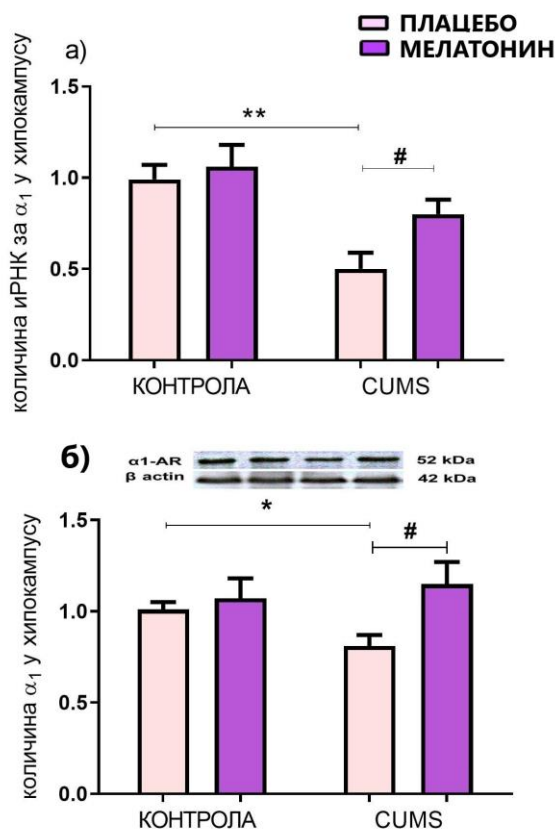 ПЛАЦЕБО
МЕЛАТОНИН
а)
количина иРНК за α1 у хипокампусу
1.5
1.0
0.5
0.0
**
#
КОНТРОЛА
CUMS
б)
α1-AR
52 kDa
β actin
42 kDa
количина α1 у хипокампусу
1.5
1.0
0.5
0.0
*
#
КОНТРОЛА
CUMS